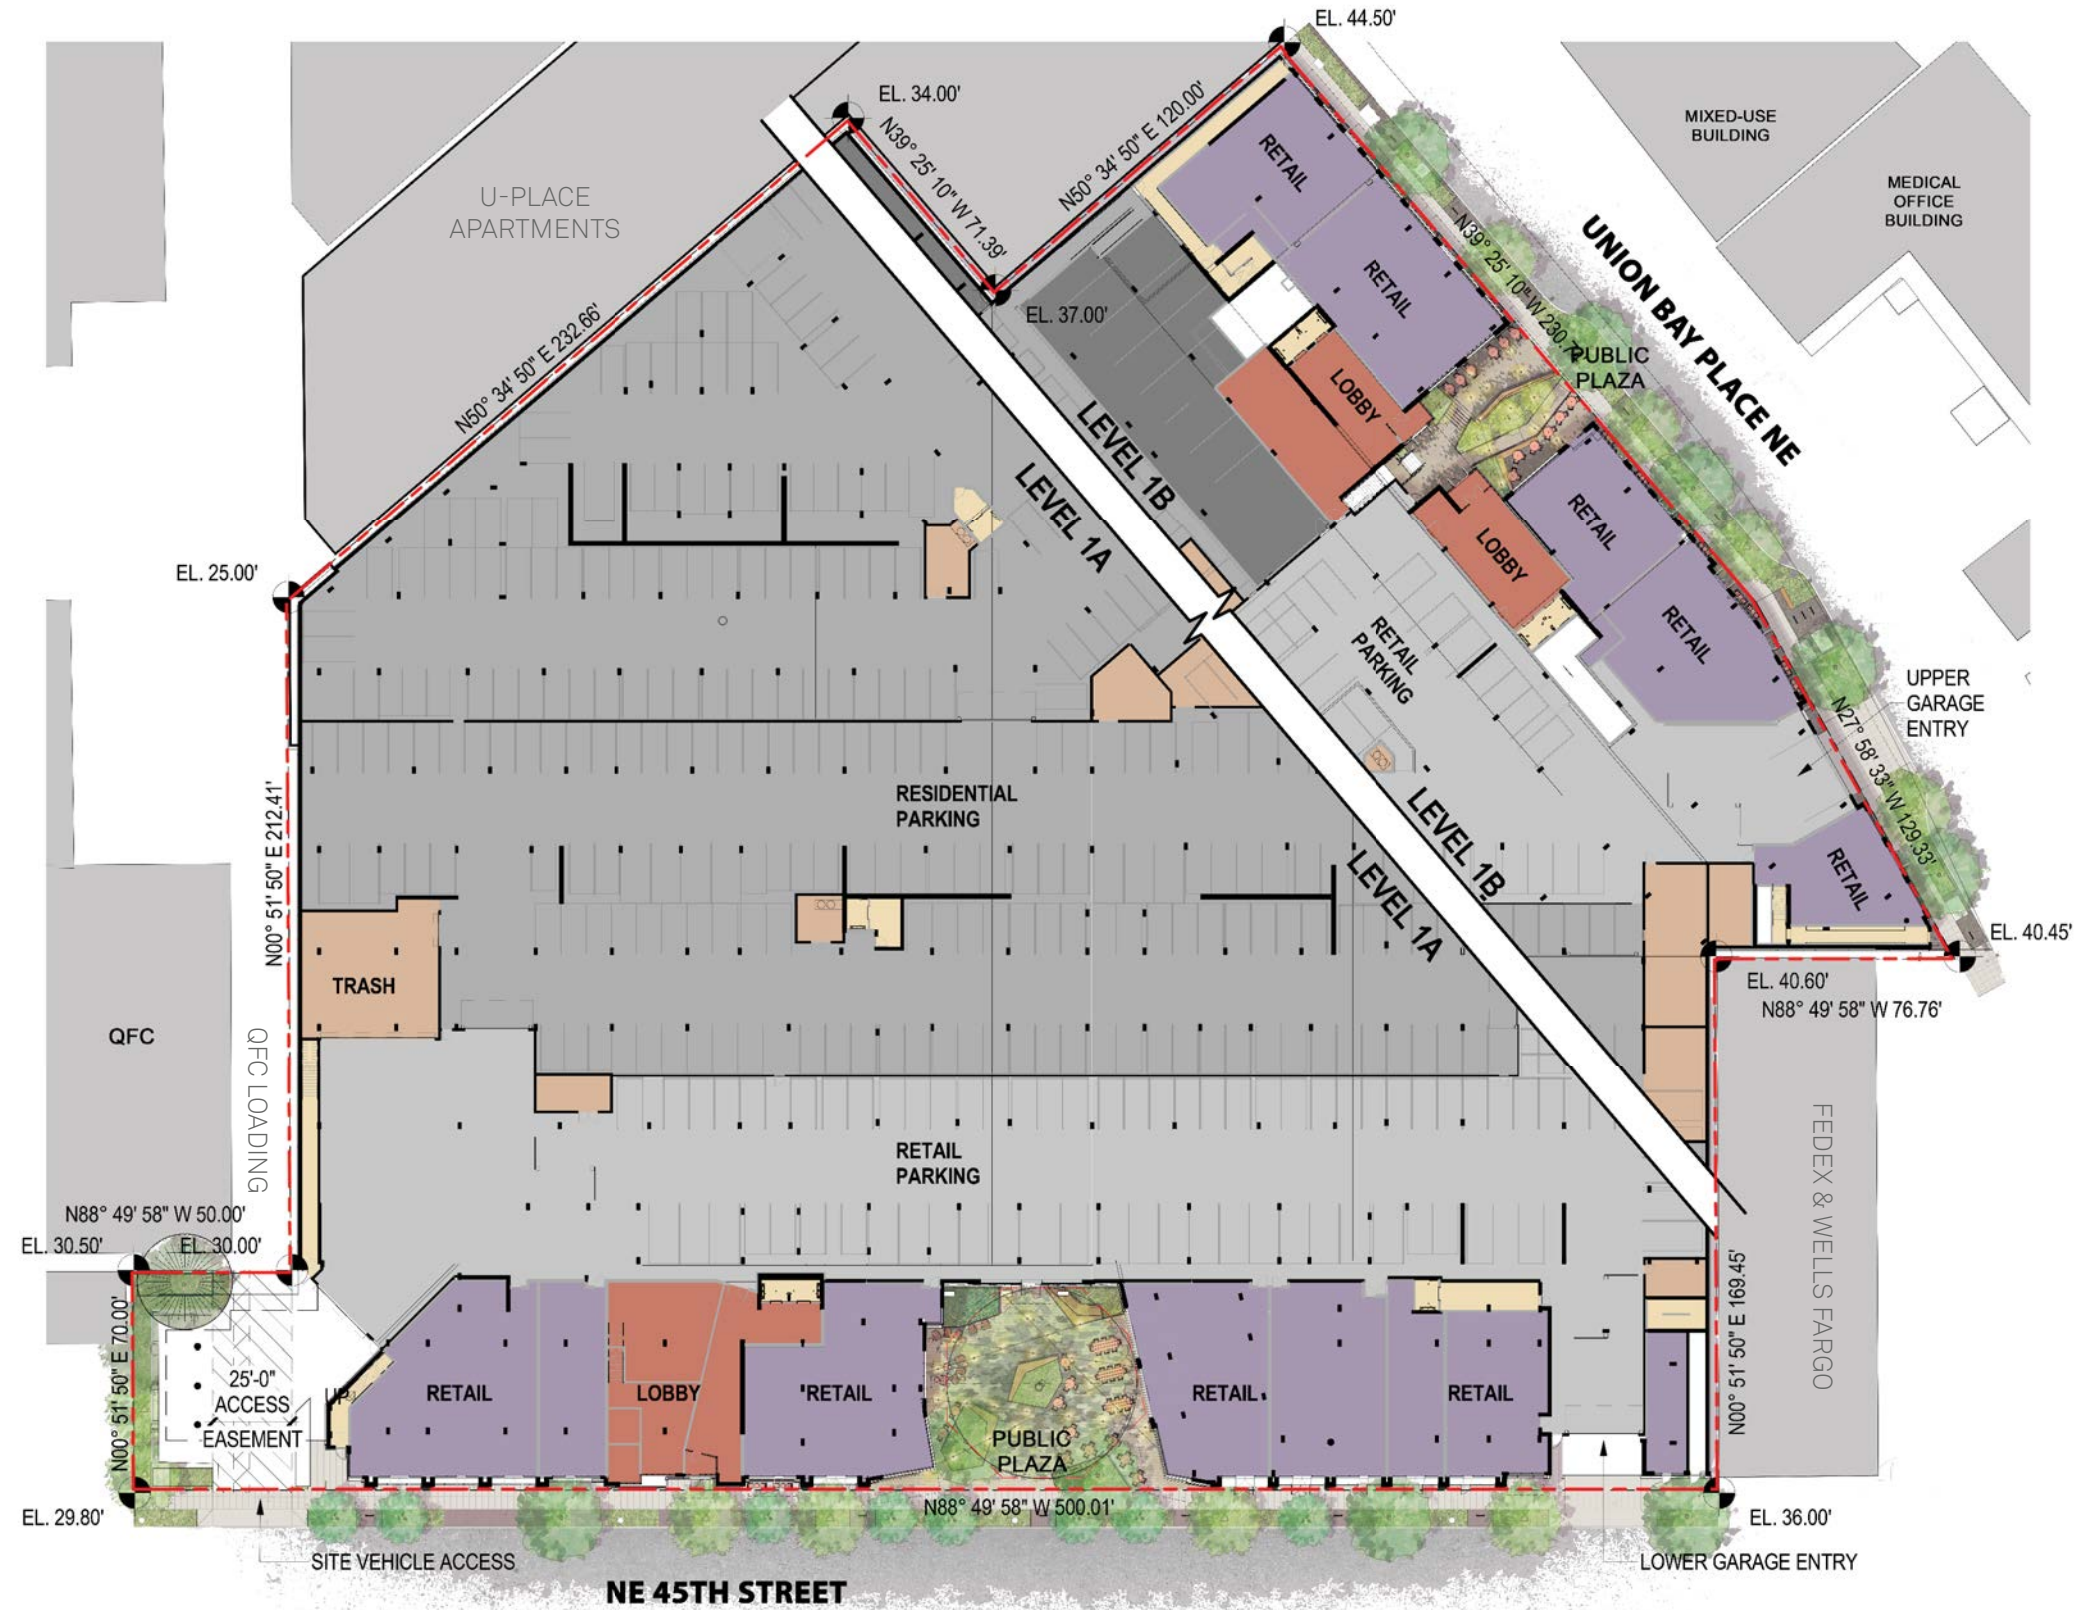 EL. 44.50'
EL. 34.00'
N39° 25' 10" W 71.39'
N50° 34' 50" E 120.00'
MIXED-USE
BUILDING
MEDICAL
OFFICE
BUILDING
U-PLACE
APARTMENTS
RETAIL
RETAIL
N39° 25' 10" W 230.7
UNION BAY PLACE NE
EL. 37.00'
N50° 34' 50" E 232.66'
PUBLIC
PLAZA
LOBBY
LEVEL 1B
LEVEL 1A
RETAIL
LOBBY
EL. 25.00'
RETAIL
RETAIL
PARKING
UPPER
GARAGE
ENTRY
N27° 58' 33" W 129.33'
RESIDENTIAL
PARKING
LEVEL 1B
LEVEL 1A
RETAIL
N00° 51' 50" E 212.41'
EL. 40.45'
EL. 40.60'
N88° 49' 58" W 76.76'
TRASH
QFC
QFC LOADING
RETAIL
PARKING
FEDEX & WELLS FARGO
N88° 49' 58" W 50.00'
EL. 30.50'
EL. 30.00'
N00° 51' 50" E 70.00'
N00° 51' 50" E 169.45'
25'-0"
ACCESS
EASEMENT
UP
RETAIL
LOBBY
RETAIL
PUBLIC
PLAZA
RETAIL
RETAIL
N88° 49' 58" W 500.01'
EL. 29.80'
EL. 36.00'
SITE VEHICLE ACCESS
LOWER GARAGE ENTRY
NE 45TH STREET